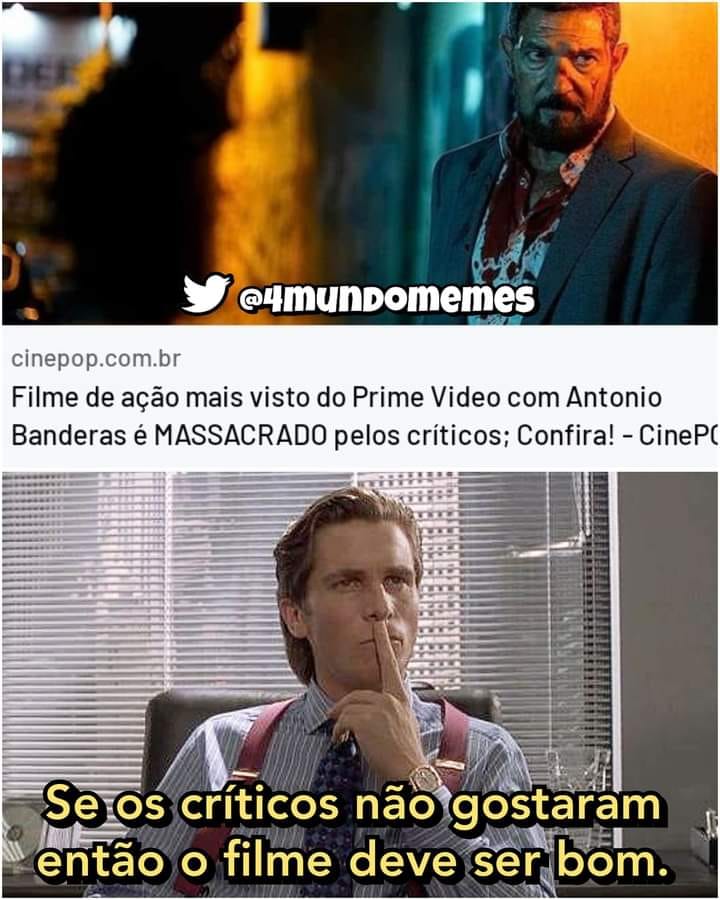 @4mundomemes
cinepop.com.br
Filme de ação mais visto do Prime Video com Antonio
Banderas é MASSACRADO pelos críticos; Confira! - CineP
Se os críticos não gostaram
então o filme deve ser bom.